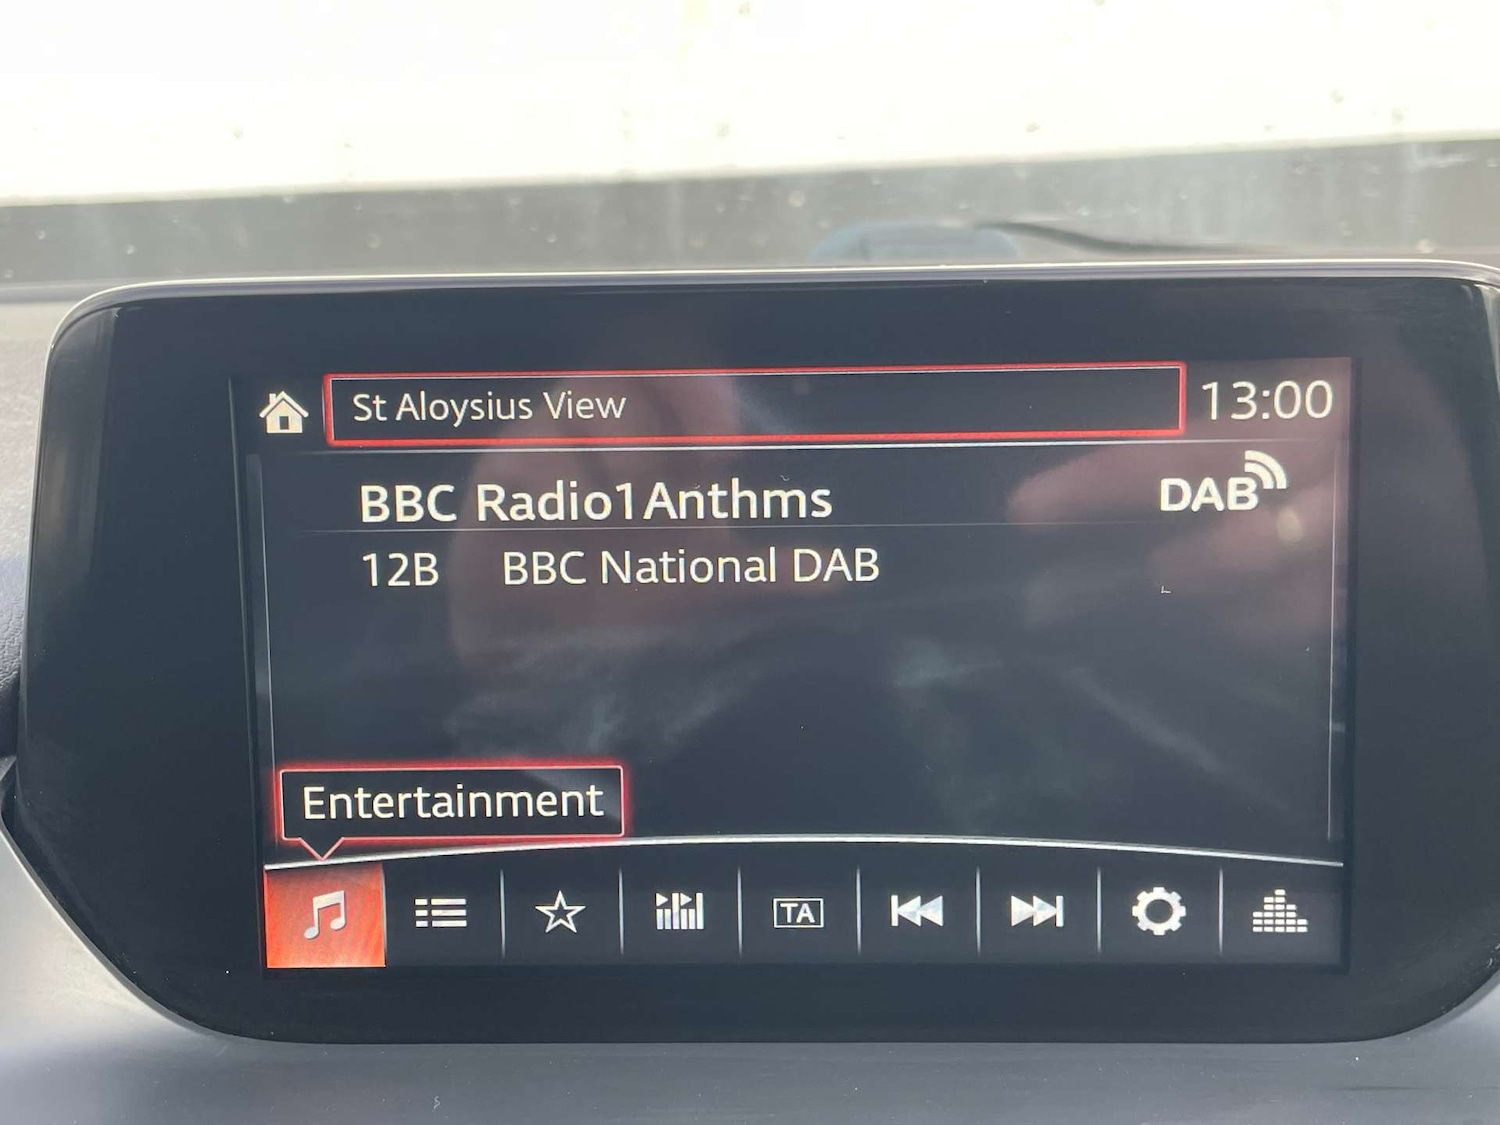 St Aloysius View 13:00
BBC Radio1Anthms DAB
12B BBC National DAB
Entertainment
TA